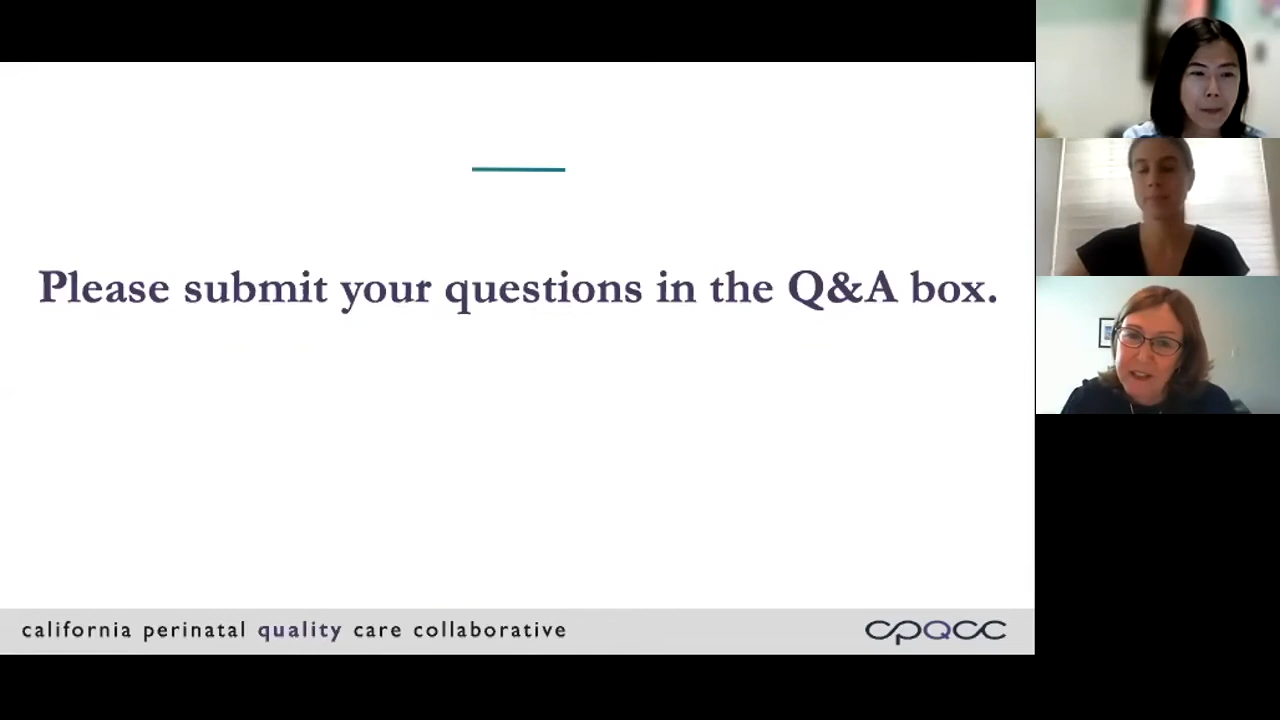 Please submit your questions in the Q&A box.
california perinatal quality care collaborative
cpqcc